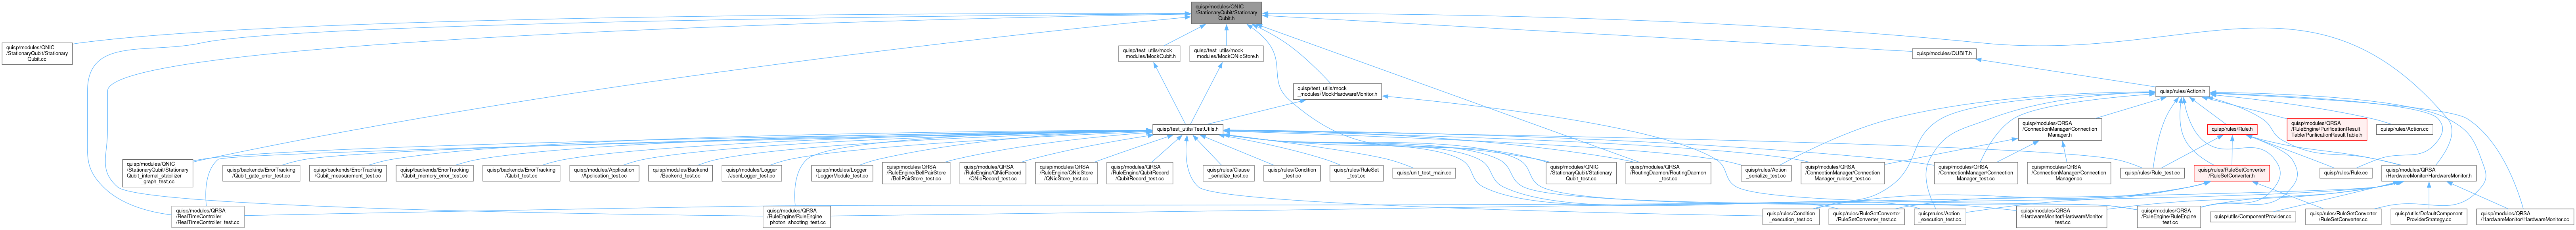 quisp/modules/QNIC
/StationaryQubit/Stationary
Qubit.h
quisp/modules/QNIC
/StationaryQubit/Stationary
Qubit.cc
quisp/test_utils/mock
_modules/MockQubit.h
quisp/test_utils/mock
_modules/MockQNicStore.h
quisp/modules/QUBIT.h
quisp/test_utils/mock
_modules/MockHardwareMonitor.h
quisp/rules/Action.h
quisp/test_utils/TestUtils.h
quisp/modules/QRSA
/ConnectionManager/Connection
Manager.h
quisp/rules/Rule.h
quisp/modules/QRSA
/RuleEngine/PurificationResult
Table/PurificationResultTable.h
quisp/rules/Action.cc
quisp/modules/QNIC
/StationaryQubit/Stationary
Qubit_internal_stabilizer
_graph_test.cc
quisp/backends/ErrorTracking
/Qubit_gate_error_test.cc
quisp/backends/ErrorTracking
/Qubit_measurement_test.cc
quisp/backends/ErrorTracking
/Qubit_memory_error_test.cc
quisp/backends/ErrorTracking
/Qubit_test.cc
quisp/modules/Application
/Application_test.cc
quisp/modules/Backend
/Backend_test.cc
quisp/modules/Logger
/JsonLogger_test.cc
quisp/modules/Logger
/LoggerModule_test.cc
quisp/modules/QRSA
/RuleEngine/BellPairStore
/BellPairStore_test.cc
quisp/modules/QRSA
/RuleEngine/QNicRecord
/QNicRecord_test.cc
quisp/modules/QRSA
/RuleEngine/QNicStore
/QNicStore_test.cc
quisp/modules/QRSA
/RuleEngine/QubitRecord
/QubitRecord_test.cc
quisp/rules/Clause
_serialize_test.cc
quisp/rules/Condition
_test.cc
quisp/rules/RuleSet
_test.cc
quisp/unit_test_main.cc
quisp/modules/QNIC
/StationaryQubit/Stationary
Qubit_test.cc
quisp/modules/QRSA
/RoutingDaemon/RoutingDaemon
_test.cc
quisp/rules/Action
_serialize_test.cc
quisp/modules/QRSA
/ConnectionManager/Connection
Manager_ruleset_test.cc
quisp/modules/QRSA
/ConnectionManager/Connection
Manager_test.cc
quisp/modules/QRSA
/ConnectionManager/Connection
Manager.cc
quisp/rules/Rule_test.cc
quisp/rules/RuleSetConverter
/RuleSetConverter.h
quisp/rules/Rule.cc
quisp/modules/QRSA
/HardwareMonitor/HardwareMonitor.h
quisp/modules/QRSA
/RealTimeController
/RealTimeController_test.cc
quisp/modules/QRSA
/RuleEngine/RuleEngine
_photon_shooting_test.cc
quisp/rules/Condition
_execution_test.cc
quisp/rules/RuleSetConverter
/RuleSetConverter_test.cc
quisp/rules/Action
_execution_test.cc
quisp/modules/QRSA
/HardwareMonitor/HardwareMonitor
_test.cc
quisp/modules/QRSA
/RuleEngine/RuleEngine
_test.cc
quisp/utils/ComponentProvider.cc
quisp/rules/RuleSetConverter
/RuleSetConverter.cc
quisp/utils/DefaultComponent
ProviderStrategy.cc
quisp/modules/QRSA
/HardwareMonitor/HardwareMonitor.cc